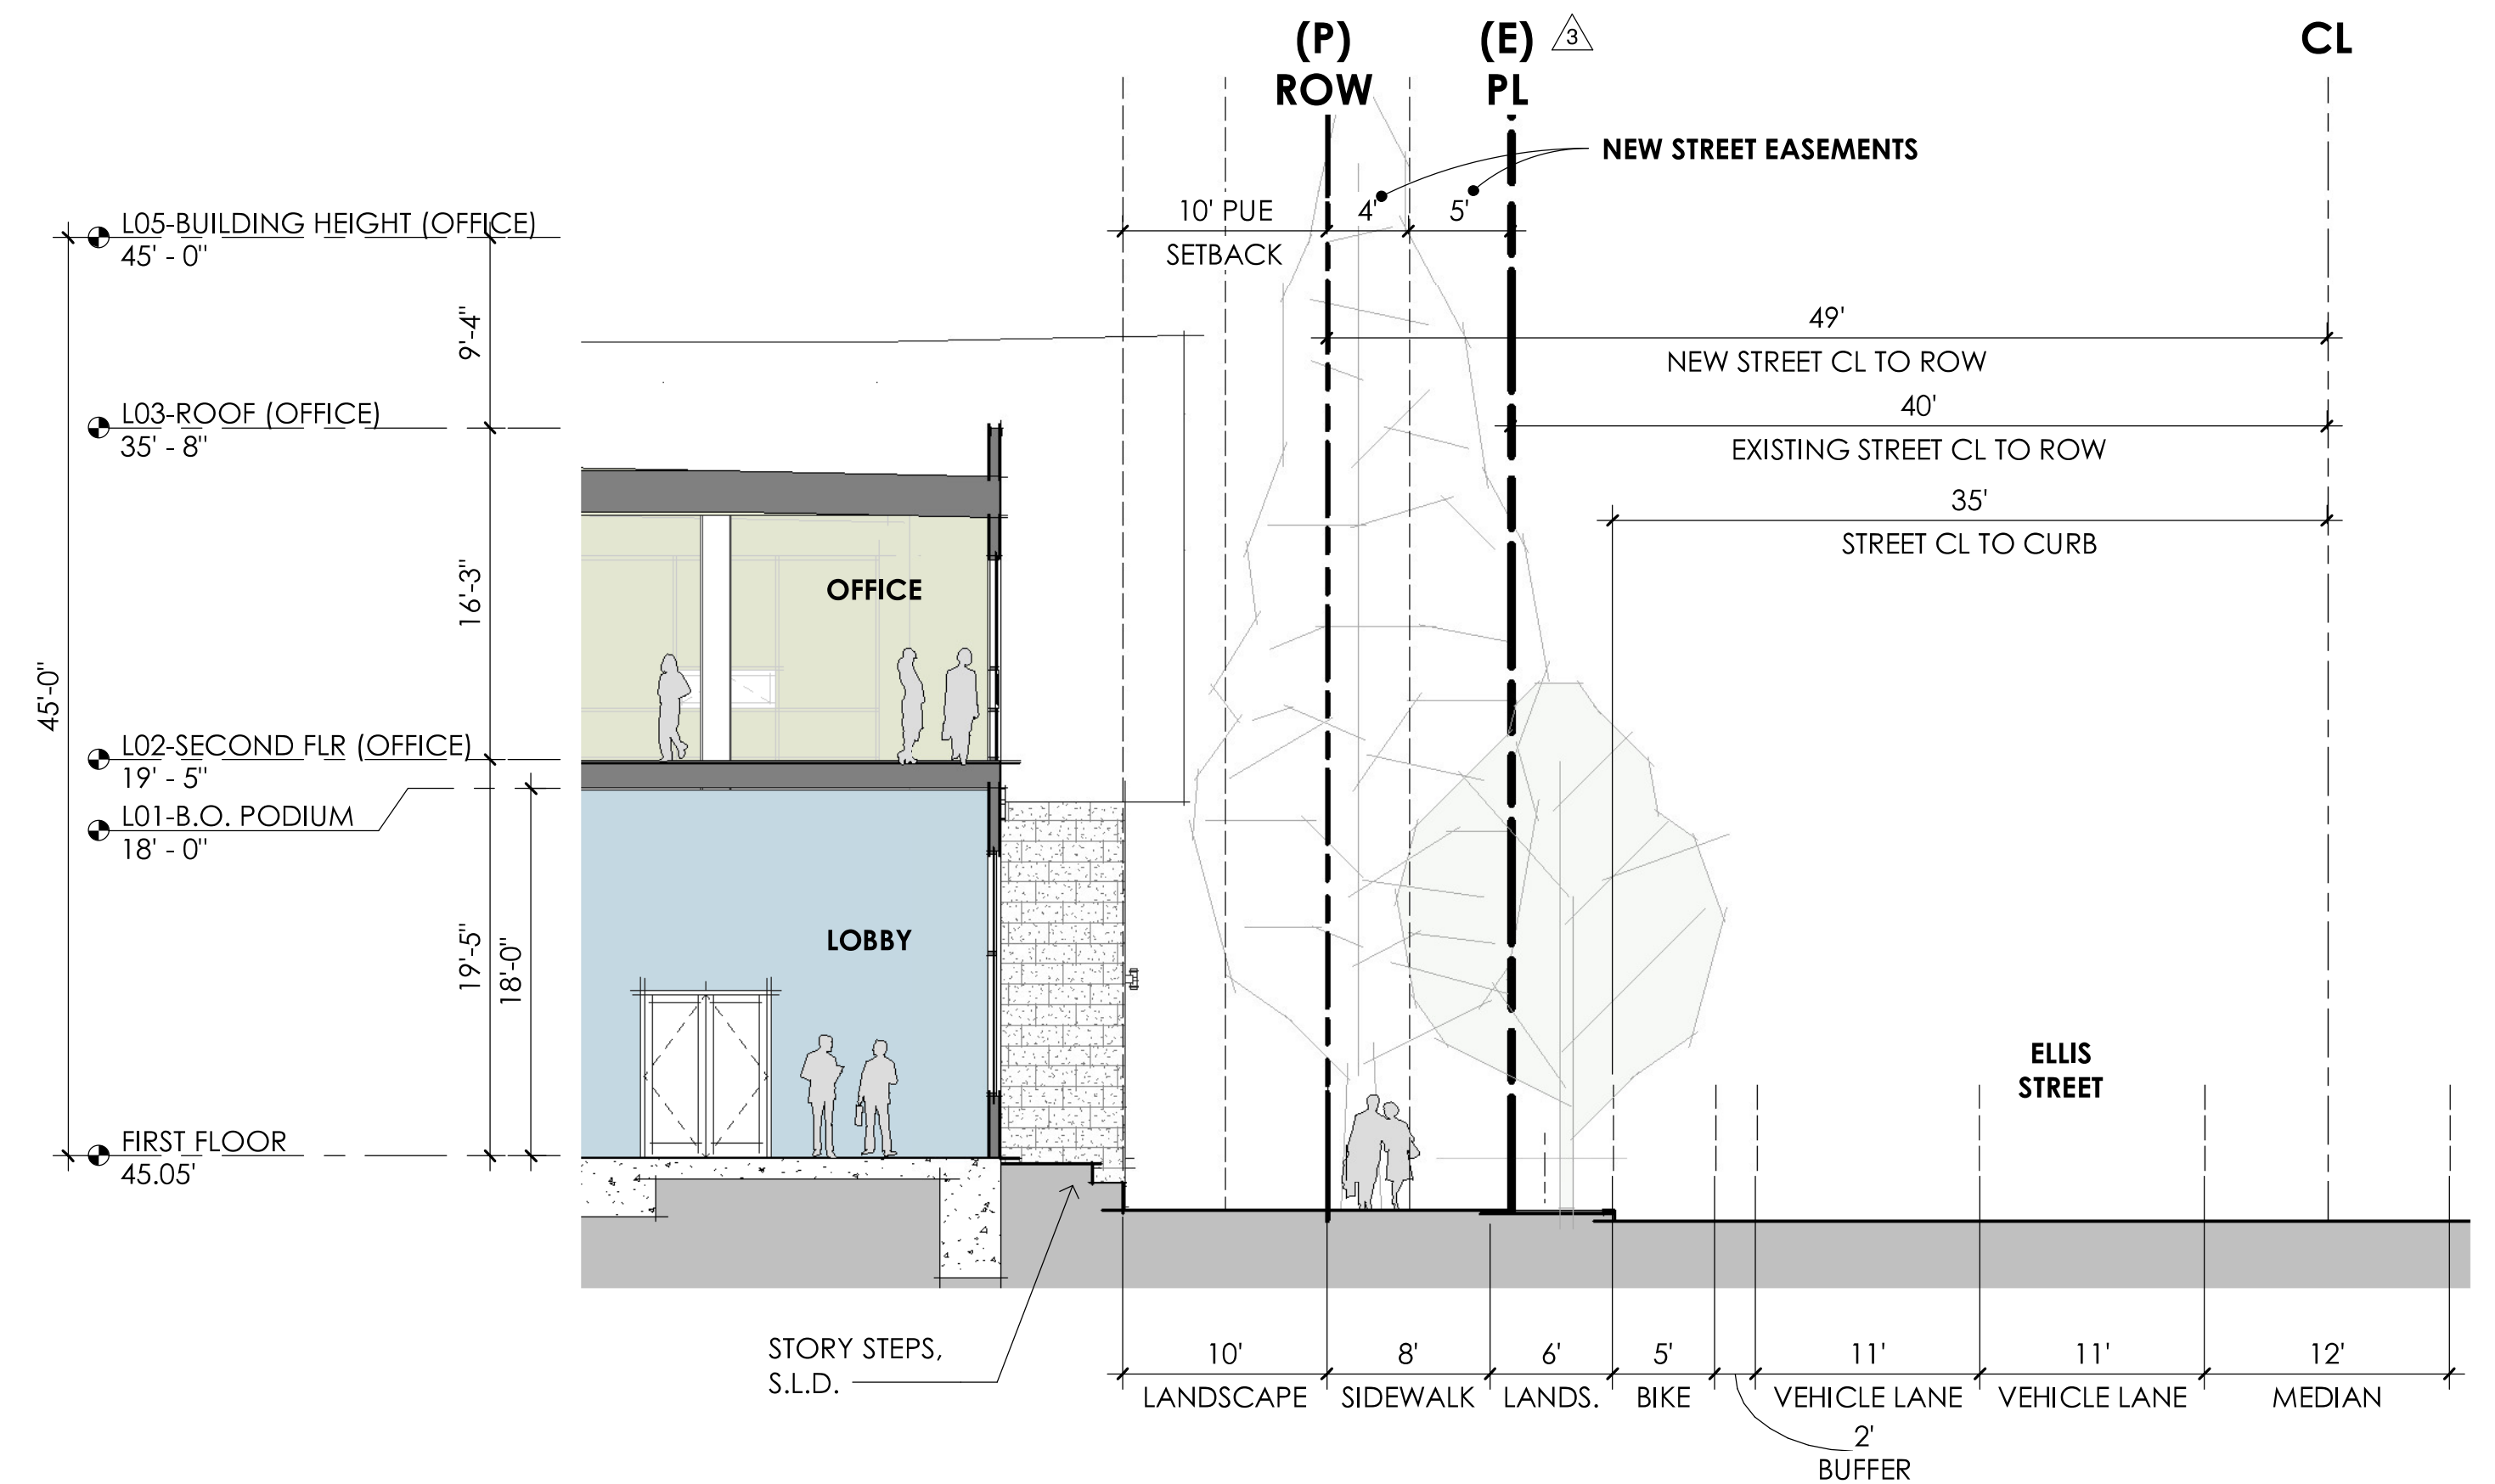 (P)
ROW
(E)
PL
3
CL
NEW STREET EASEMENTS
10' PUE
SETBACK
4'
5'
49'
NEW STREET CL TO ROW
40'
EXISTING STREET CL TO ROW
35'
STREET CL TO CURB
L05-BUILDING HEIGHT (OFFICE)
45' - 0"
9'-4"
L03-ROOF (OFFICE)
35' - 8"
16'-3"
45'-0"
L02-SECOND FLR (OFFICE)
19' - 5"
L01-B.O. PODIUM
18' - 0"
19'-5"
18'-0"
FIRST FLOOR
45.05'
OFFICE
LOBBY
ELLIS
STREET
STORY STEPS,
S.L.D.
10'
LANDSCAPE
8'
SIDEWALK
6'
LANDS.
5'
BIKE
2'
BUFFER
11'
VEHICLE LANE
11'
VEHICLE LANE
12'
MEDIAN